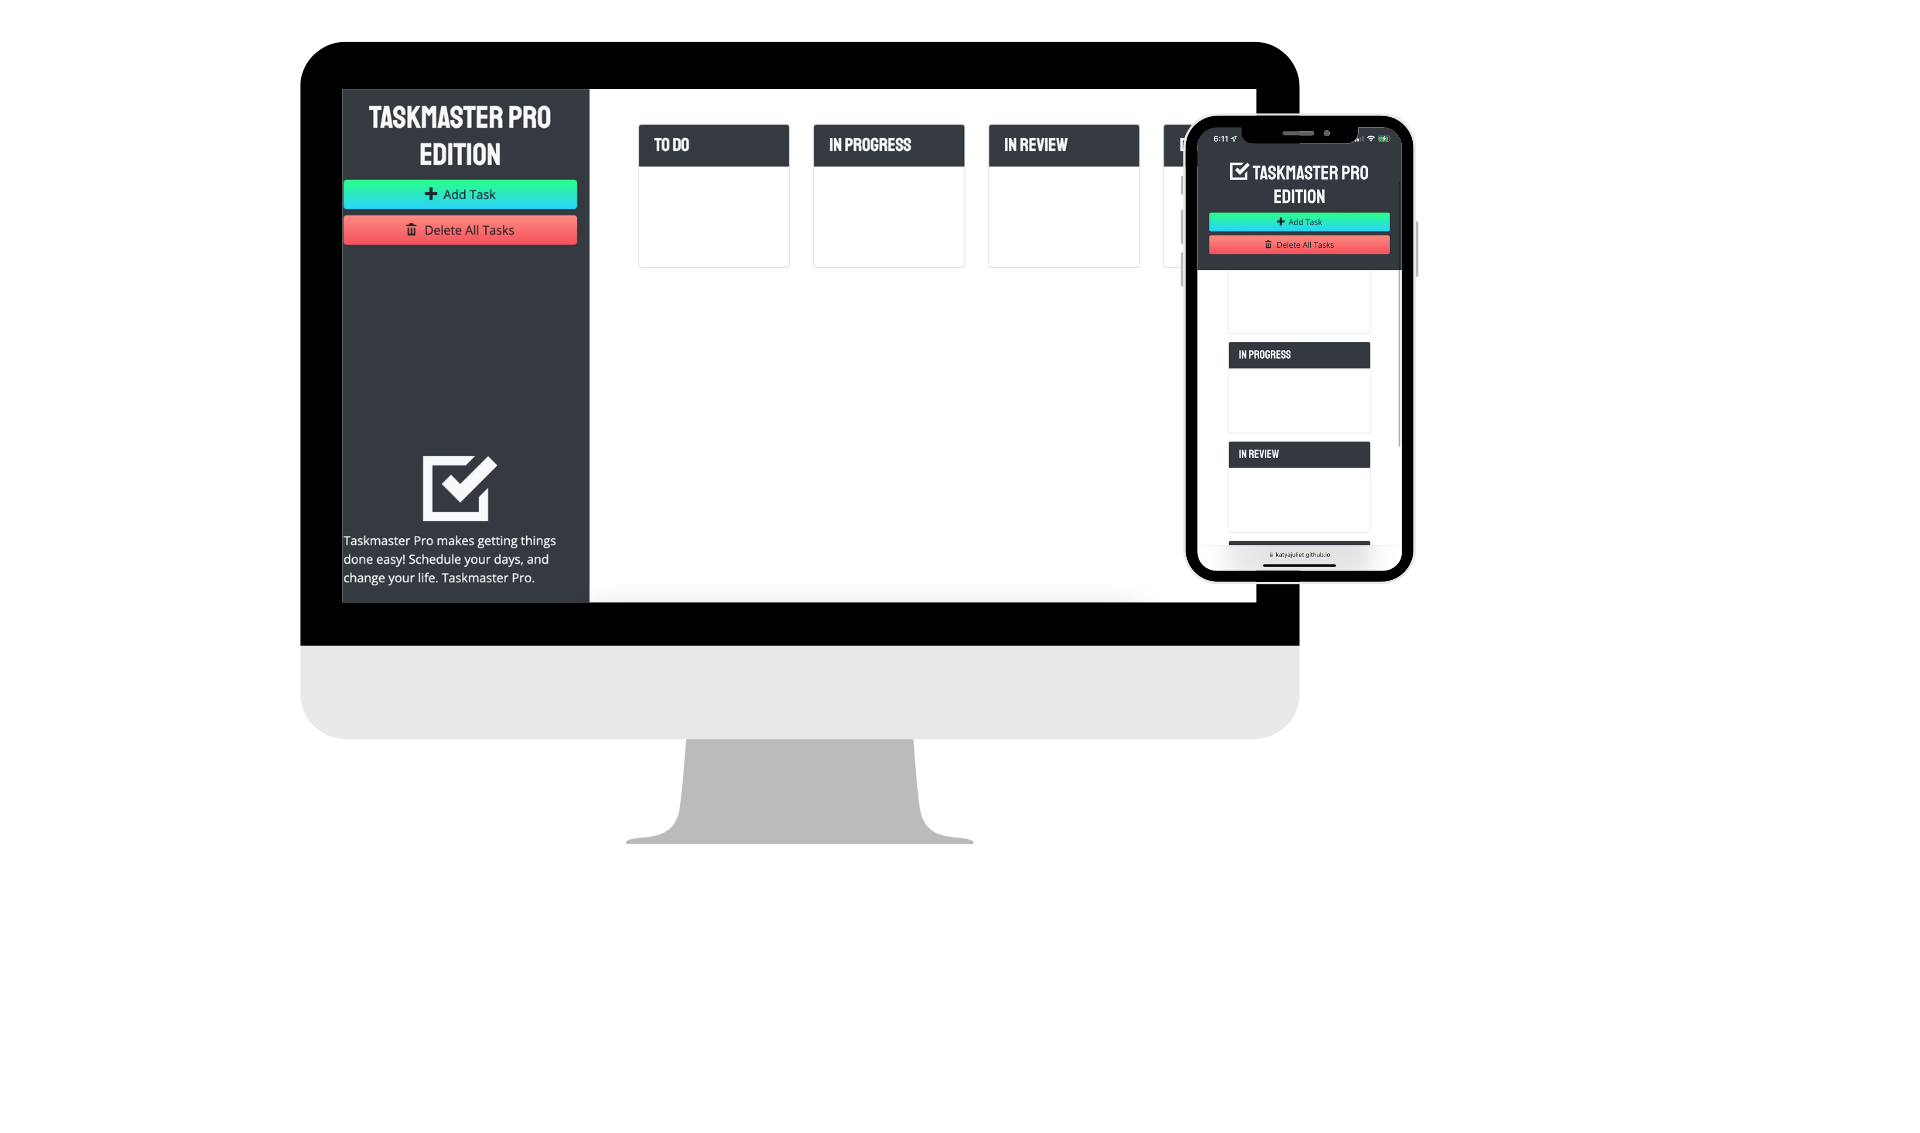 TASKMASTER PRO
EDITION
Add Task
Delete All Tasks
Taskmaster Pro makes getting things
done easy! Schedule your days, and
change your life. Taskmaster Pro.
TO DO
IN PROGRESS
IN REVIEW
6:11
TASKMASTER PRO
EDITION
Add Task
Delete All Tasks
IN PROGRESS
IN REVIEW
katyajuliet.github.io